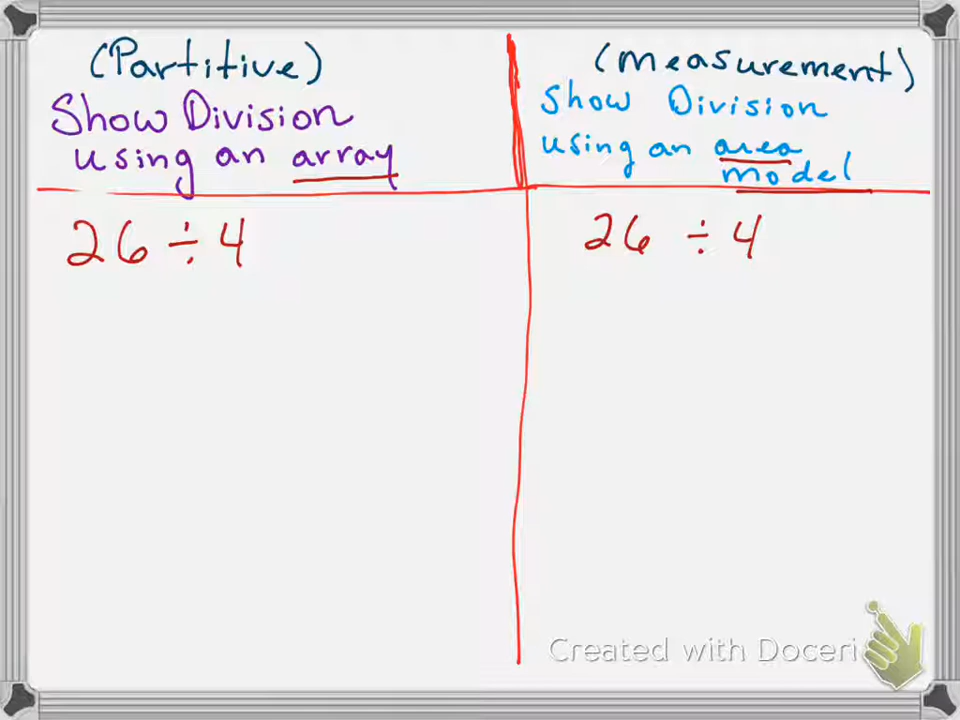 (Partitive)
Show Division
using an array
26 ÷ 4
(measurement)
Show Division
using an area
model
26 ÷ 4
Created with Doceri